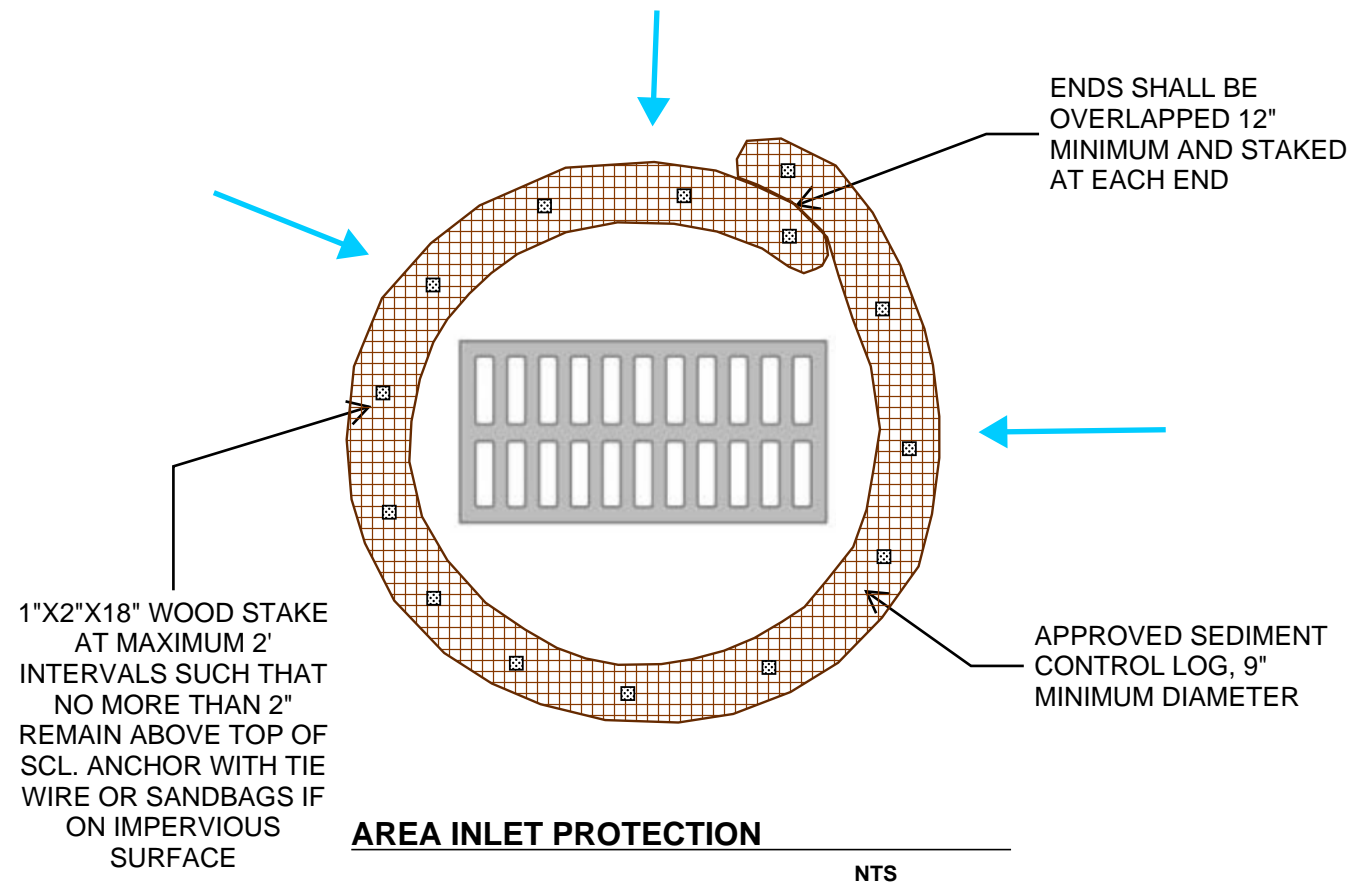 ENDS SHALL BE
OVERLAPPED 12"
MINIMUM AND STAKED
AT EACH END
1"X2"X18" WOOD STAKE
AT MAXIMUM 2'
INTERVALS SUCH THAT
NO MORE THAN 2"
REMAIN ABOVE TOP OF
SCL. ANCHOR WITH TIE
WIRE OR SANDBAGS IF
ON IMPERVIOUS
SURFACE
APPROVED SEDIMENT
CONTROL LOG, 9"
MINIMUM DIAMETER
AREA INLET PROTECTION
NTS